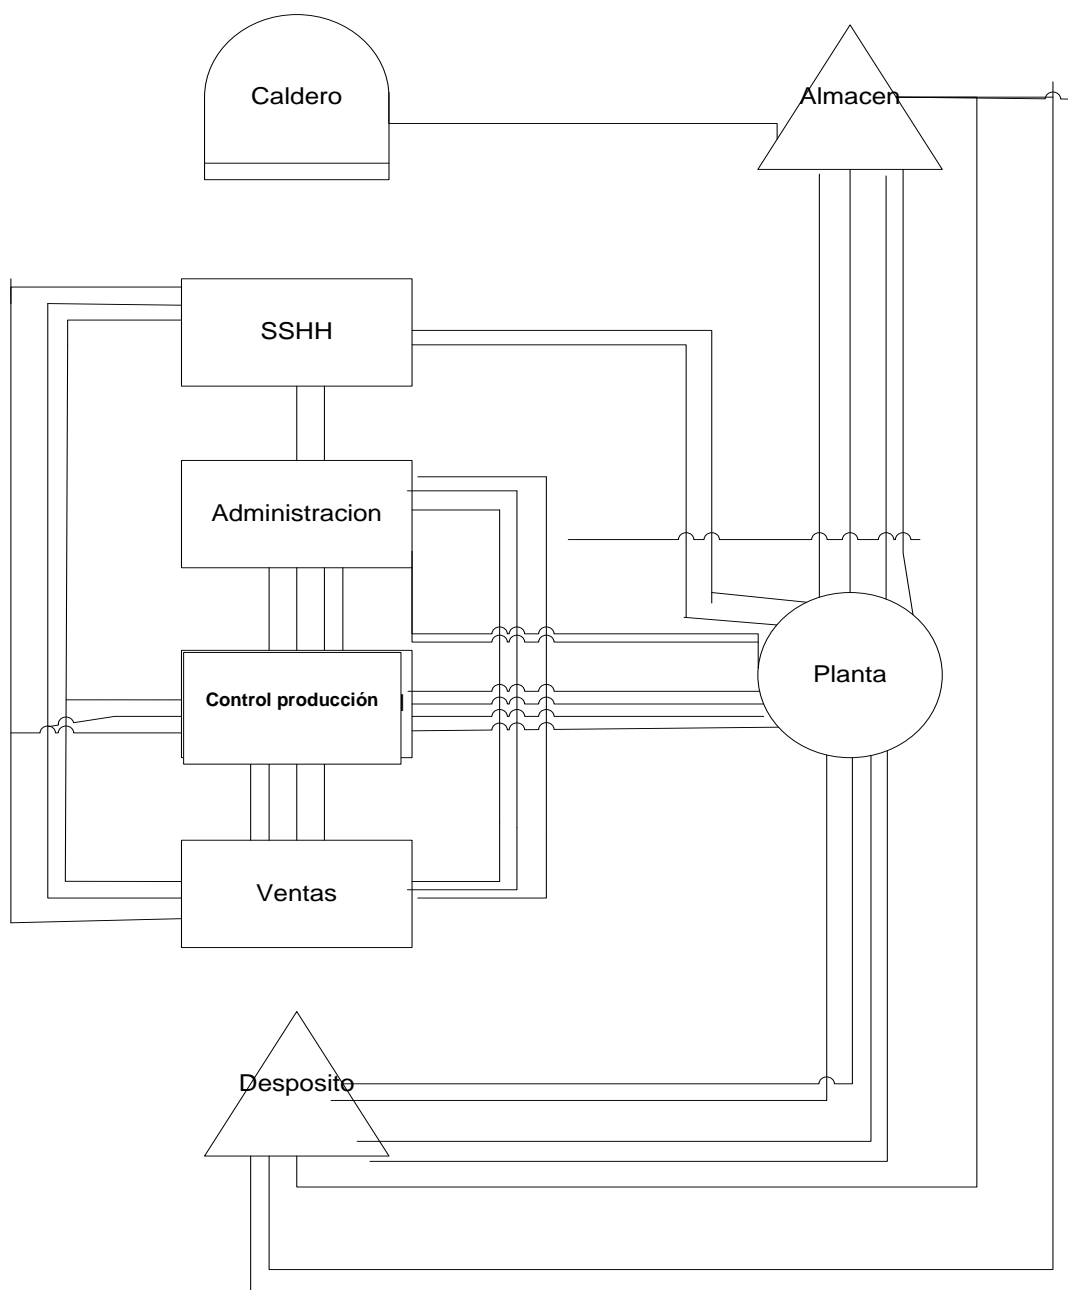 Caldero
Almacen
SSHH
Administracion
Planta
Control producción
Ventas
Desposito